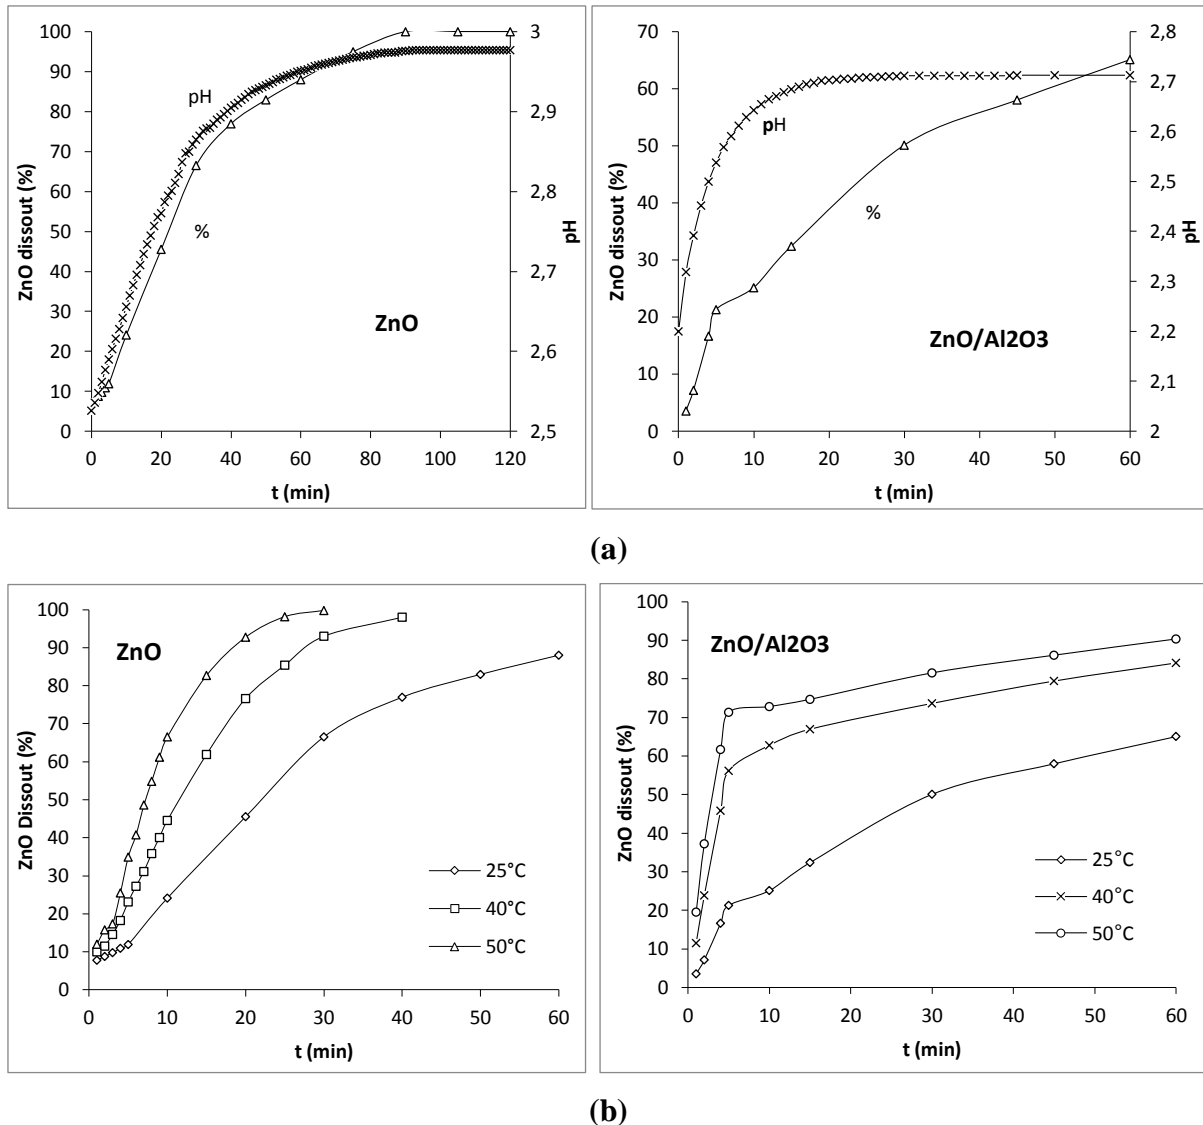 100
90
80
70
60
50
40
30
20
10
0
ZnO dissout (%)
pH
%
ZnO
3
2,9
2,8
2,7
2,6
2,5
pH
0 20 40 60 80 100 120
t (min)
70
60
50
40
30
20
10
0
ZnO dissout (%)
pH
%
ZnO/Al2O3
2,8
2,7
2,6
2,5
2,4
2,3
2,2
2,1
2
pH
0 10 20 30 40 50 60
t (min)
(a)
100
90
80
70
60
50
40
30
20
10
0
ZnO Dissout (%)
ZnO
25°C
40°C
50°C
0 10 20 30 40 50 60
t (min)
100
90
80
70
60
50
40
30
20
10
0
ZnO dissout (%)
ZnO/Al2O3
25°C
40°C
50°C
0 10 20 30 40 50 60
t (min)
(b)